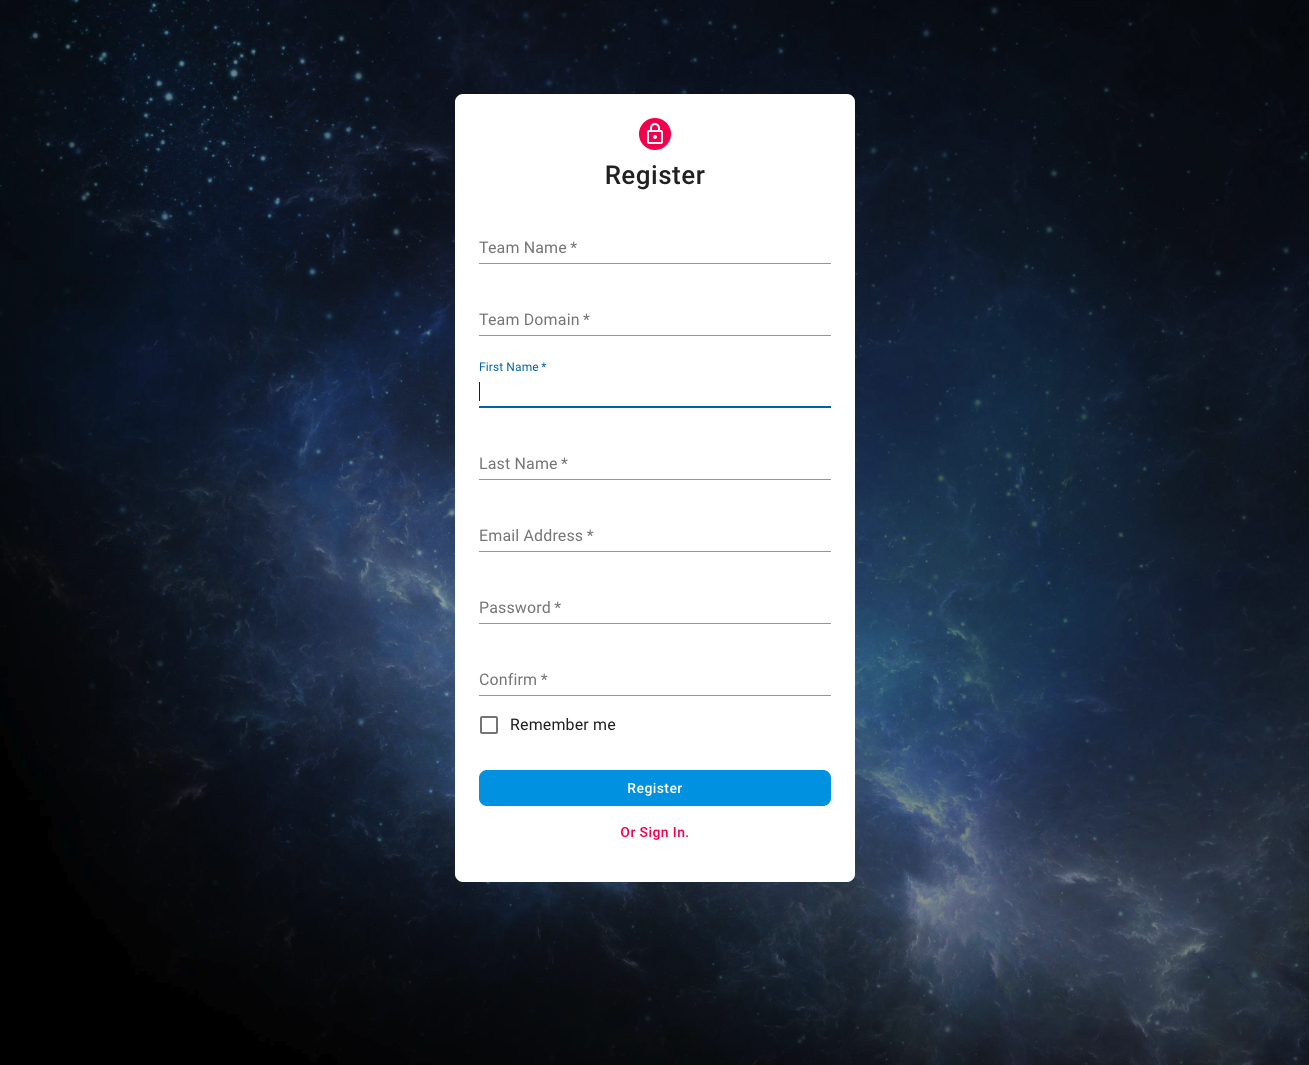 Register
Team Name *
Team Domain *
First Name *
Last Name *
Email Address *
Password *
Confirm *
Remember me
Register
Or Sign In.